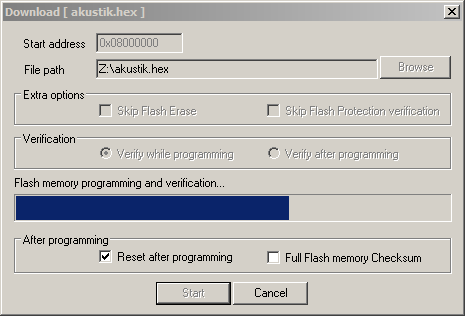 Download [ akustik.hex ]
Start address 0x08000000
File path Z:\akustik.hex Browse
Extra options
Skip Flash Erase Skip Flash Protection verification
Verification
Verify while programming Verify after programming
Flash memory programming and verification...
After programming
Reset after programming Full Flash memory Checksum
Start Cancel